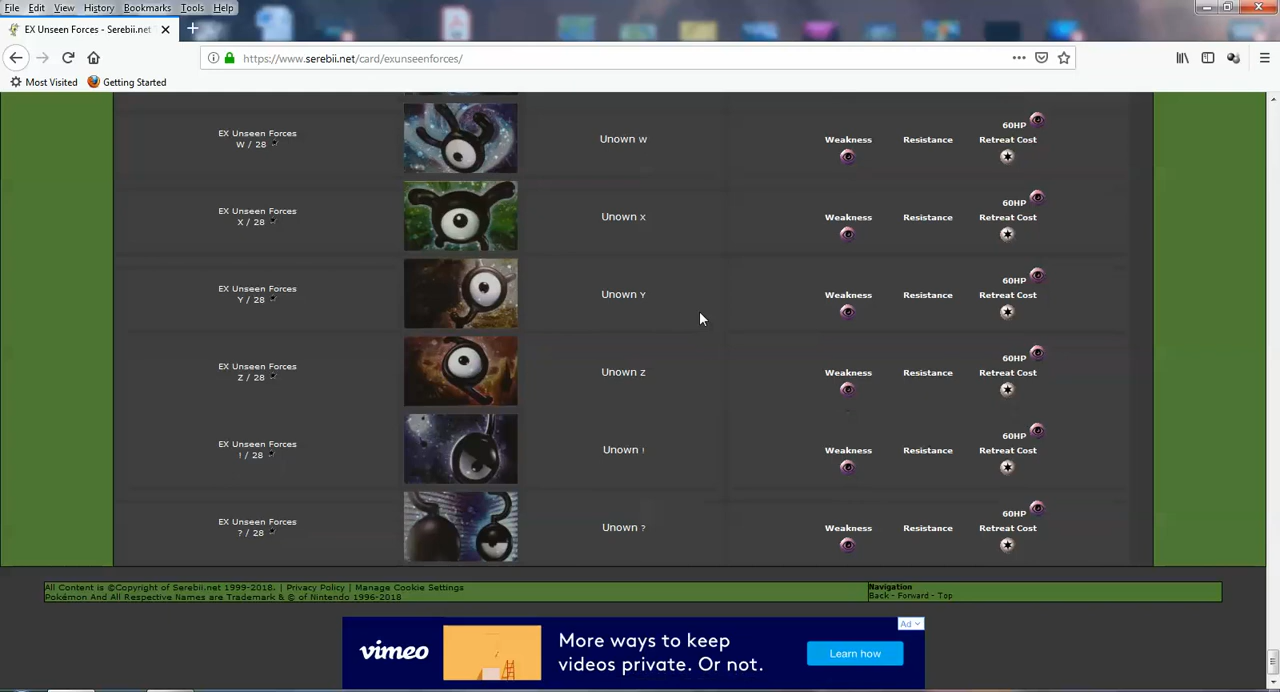 File Edit View History Bookmarks Tools Help
EX Unseen Forces - Serebii.net
https://www.serebii.net/card/exunseenforces/
Most Visited Getting Started
60HP
EX Unseen Forces
W / 28
Unown W
Weakness Resistance Retreat Cost
60HP
EX Unseen Forces
X / 28
Unown X
Weakness Resistance Retreat Cost
60HP
EX Unseen Forces
Y / 28
Unown Y
Weakness Resistance Retreat Cost
60HP
EX Unseen Forces
Z / 28
Unown Z
Weakness Resistance Retreat Cost
60HP
EX Unseen Forces
! / 28
Unown !
Weakness Resistance Retreat Cost
60HP
EX Unseen Forces
? / 28
Unown ?
Weakness Resistance Retreat Cost
All Content is ©Copyright of Serebii.net 1999-2018. | Privacy Policy | Manage Cookie Settings
Pokémon And All Respective Names are Trademark & © of Nintendo 1996-2018
Navigation
Back - Forward - Top
Ad
vimeo
More ways to keep
videos private. Or not.
Learn how